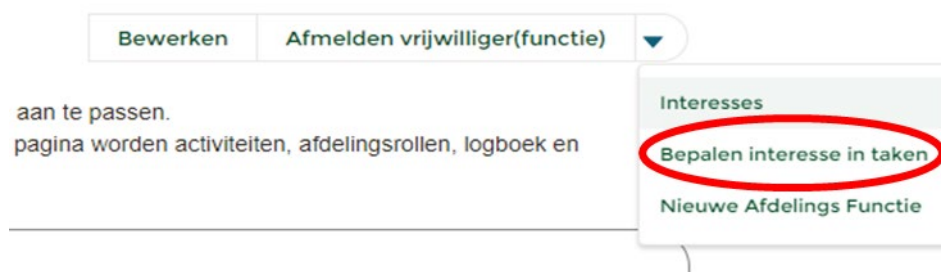 Bewerken Afmelden vrijwilliger(functie)
aan te passen.
pagina worden activiteiten, afdelingsrollen, logboek en
Interesses
Bepalen interesse in taken
Nieuwe Afdelings Functie